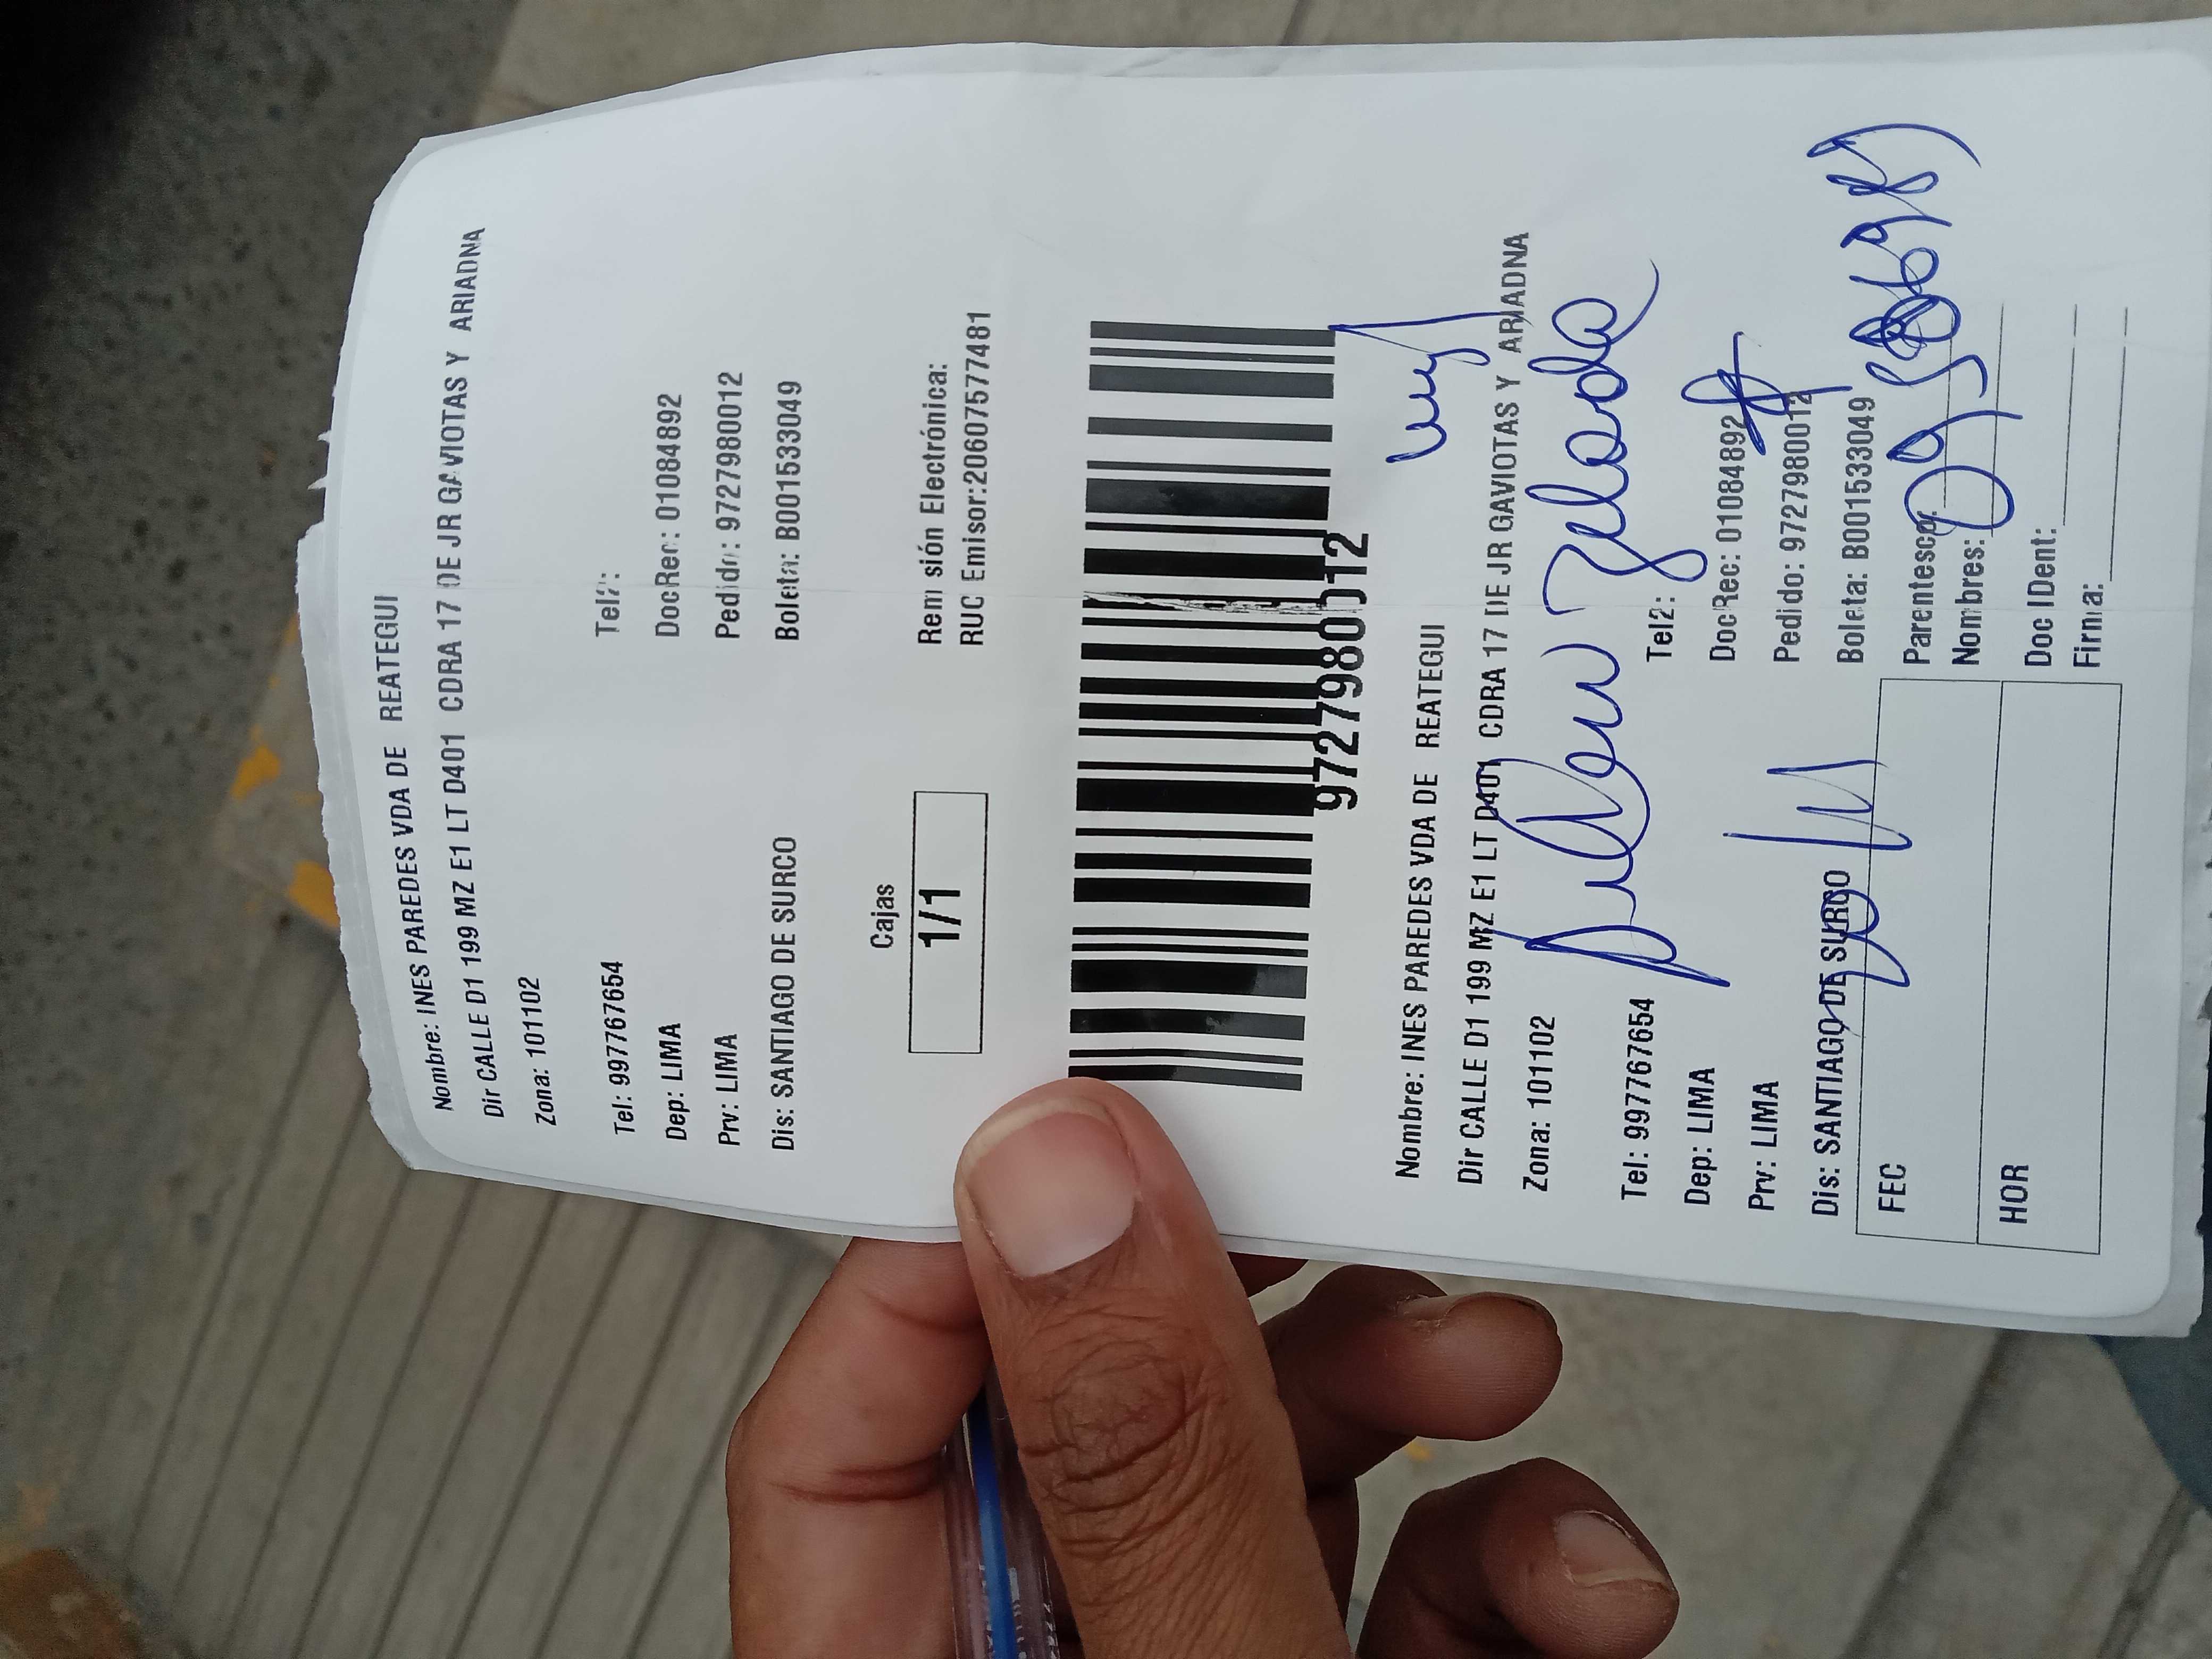 Nombre: INES PAREDES VDA DE REATEGUI
Dir CALLE D1 199 MZ E1 LT D401 CDRA 17 DE JR GAVIOTAS Y ARIADNA
Zona: 101102
Tel: 997767654 Tel2:
Dep: LIMA DocRec: 01084892
Prv: LIMA Pedido: 9727980012
Dis: SANTIAGO DE SURCO Boleta: B001533049
Cajas
1/1
Remisión Electrónica:
RUC Emisor:20607577481
9727980012
Nombre: INES PAREDES VDA DE REATEGUI
Dir CALLE D1 199 MZ E1 LT D401 CDRA 17 DE JR GAVIOTAS Y ARIADNA
Zona: 101102
Zelada
Tel: 997767654 Tel2:
Dep: LIMA DocRec: 01084892
Prv: LIMA Pedido: 9727980012
Dis: SANTIAGO DE SURCO Boleta: B001533049
FEC Parentesco:
Nombres:
HOR Doc IDent:
Firma: